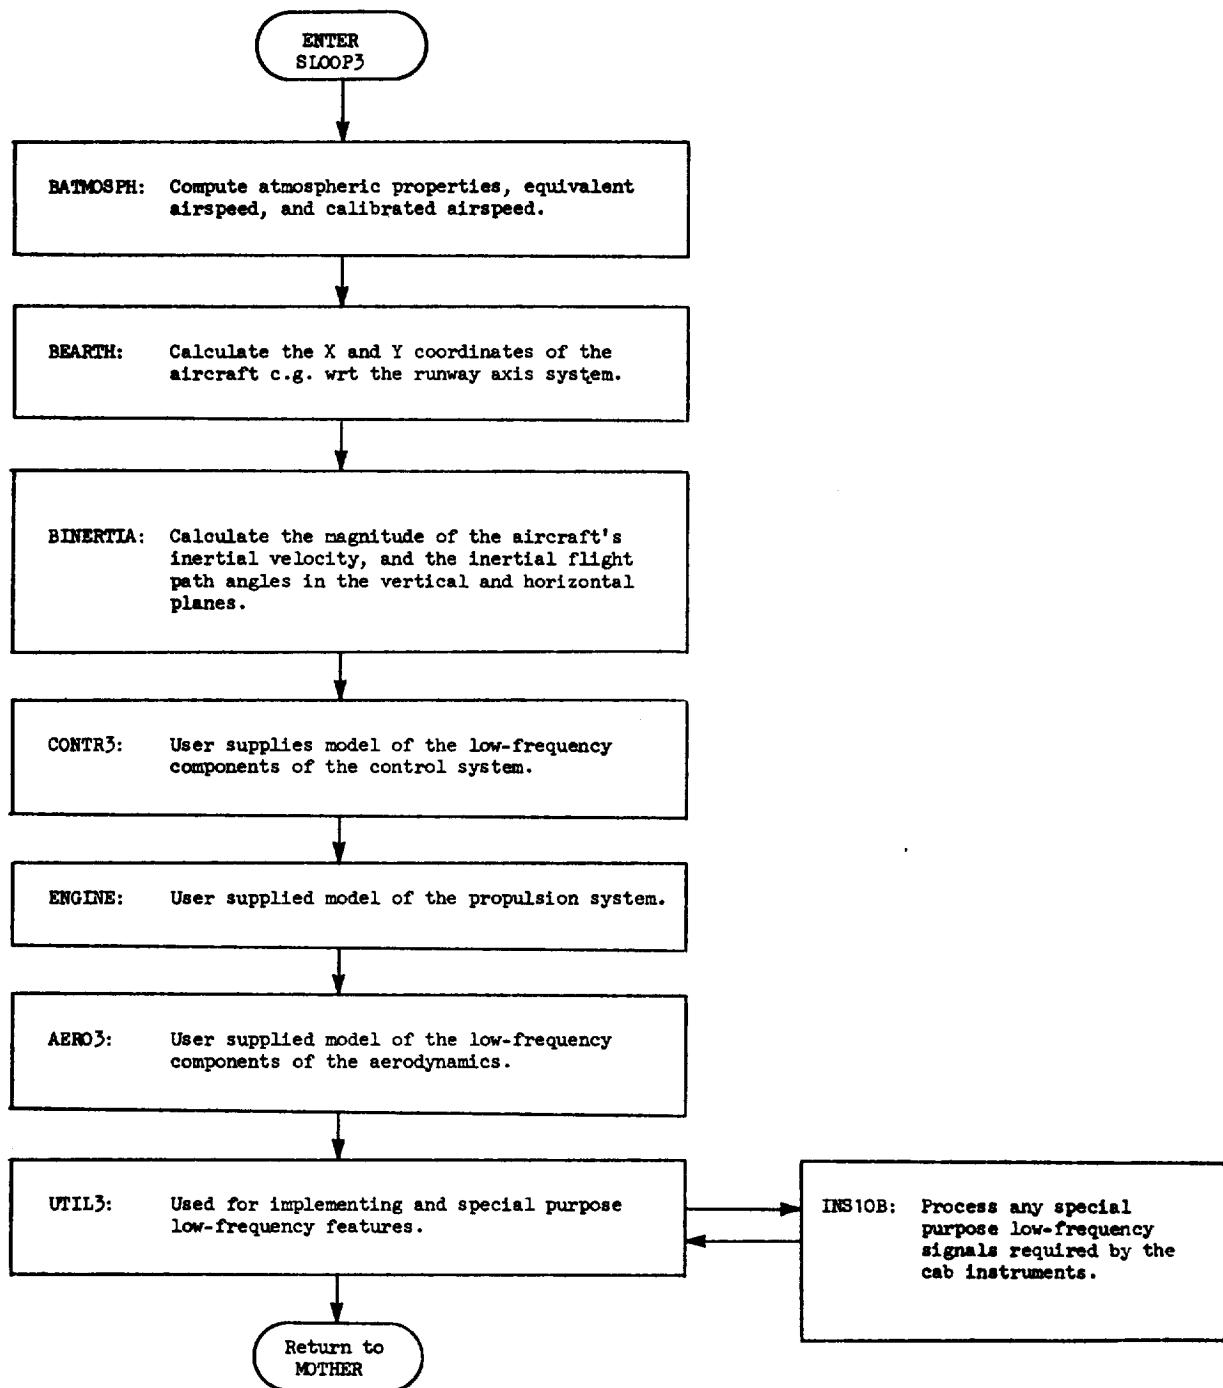 ENTER
SLOOP3
BATMOSPH: Compute atmospheric properties, equivalent
airspeed, and calibrated airspeed.
BEARTH: Calculate the X and Y coordinates of the
aircraft c.g. wrt the runway axis system.
BINERTIA: Calculate the magnitude of the aircraft's
inertial velocity, and the inertial flight
path angles in the vertical and horizontal
planes.
CONTR3: User supplies model of the low-frequency
components of the control system.
ENGINE: User supplied model of the propulsion system.
AERO3: User supplied model of the low-frequency
components of the aerodynamics.
UTIL3: Used for implementing and special purpose
low-frequency features.
INS10B: Process any special
purpose low-frequency
signals required by the
cab instruments.
Return to
MOTHER